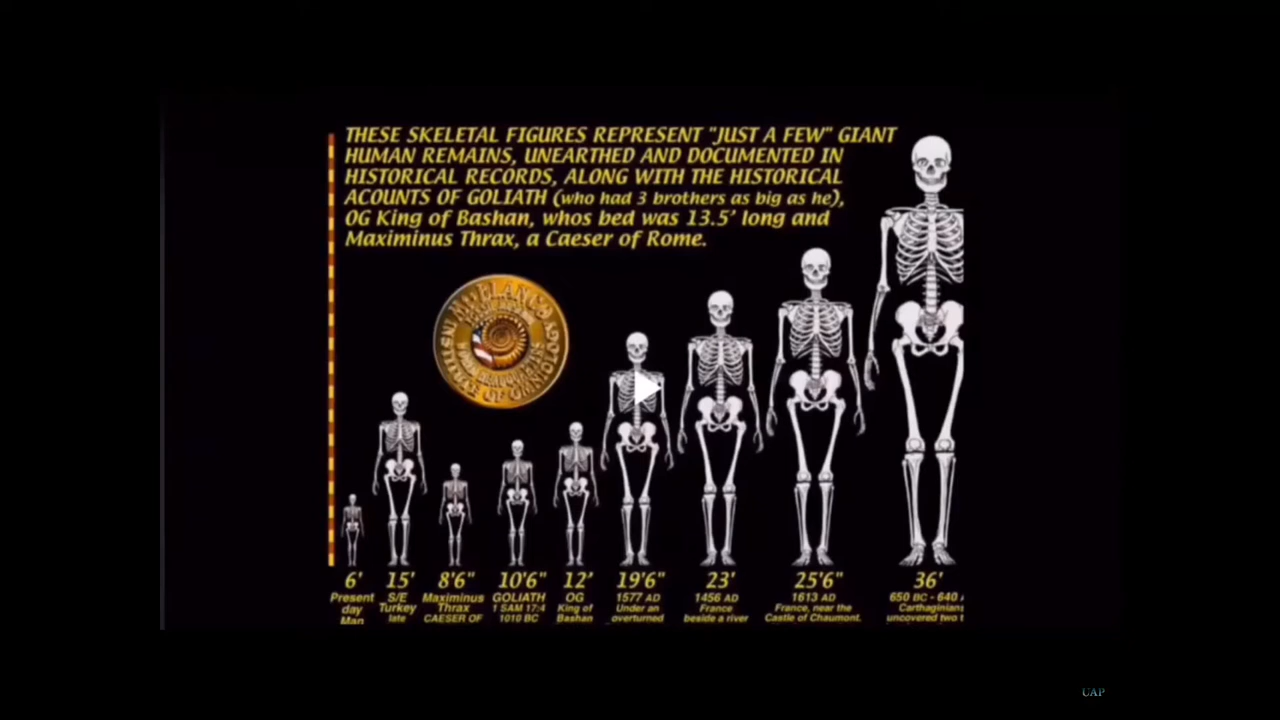 THESE SKELETAL FIGURES REPRESENT "JUST A FEW" GIANT
HUMAN REMAINS, UNEARTHED AND DOCUMENTED IN
HISTORICAL RECORDS, ALONG WITH THE HISTORICAL
ACOUNTS OF GOLIATH (who had 3 brothers as big as he),
OG King of Bashan, whos bed was 13.5' long and
Maximinus Thrax, a Caeser of Rome.
6'
Present
day
Man
15'
S/E
Turkey
late
8'6"
Maximinus
Thrax
CAESER OF
10'6"
GOLIATH
1 SAM 17:4
1010 BC
12'
OG
King of
Bashan
19'6"
1577 AD
Under an
overturned
23'
1456 AD
France
beside a river
25'6"
1613 AD
France, near the
Castle of Chaumont.
36'
650 BC - 640
Carthaginians
uncovered two
UAP